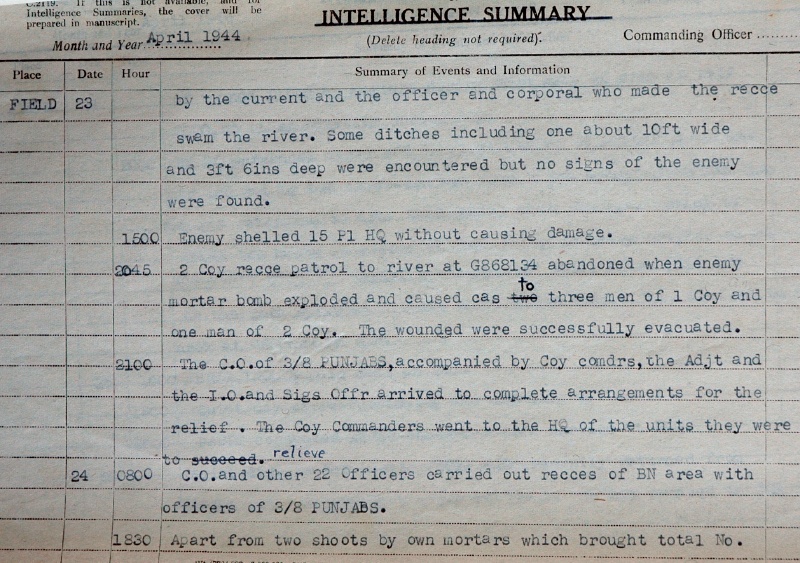 C.2119. If this is not available, and for
Intelligence Summaries, the cover will be
prepared in manuscript.
INTELLIGENCE SUMMARY
Month and Year April 1944
(Delete heading not required).
Commanding Officer
Place Date Hour Summary of Events and Information
FIELD 23 by the current and the officer and corporal who made the recce
swam the river. Some ditches including one about 10ft wide
and 3ft 6ins deep were encountered but no signs of the enemy
were found.
1500 Enemy shelled 15 Pl HQ without causing damage.
2045 2 Coy recce patrol to river at G868134 abandoned when enemy
to
mortar bomb exploded and caused cas two three men of 1 Coy and
one man of 2 Coy. The wounded were successfully evacuated.
2100 The C.O.of 3/8 PUNJABS,accompanied by Coy comdrs,the Adjt and
the I.O.and Sigs Offr arrived to complete arrangements for the
relief . The Coy Commanders went to the HQ of the units they were
to succeed. relieve
24 0800 C.O.and other 22 Officers carried out recces of BN area with
officers of 3/8 PUNJABS.
1830 Apart from two shoots by own mortars which brought total No.